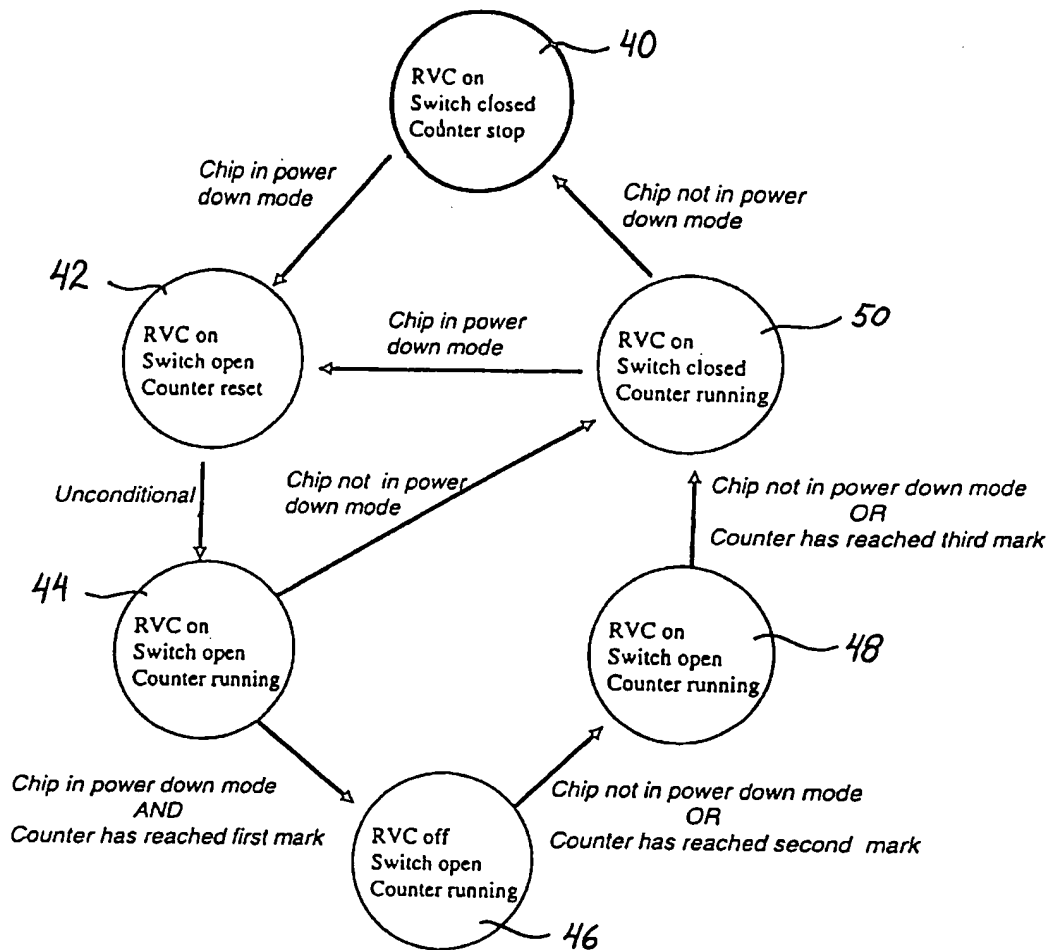 40
RVC on
Switch closed
Counter stop
Chip in power
down mode
Chip not in power
down mode
42
RVC on
Switch open
Counter reset
Chip in power
down mode
50
RVC on
Switch closed
Counter running
Unconditional
Chip not in power
down mode
Chip not in power down mode
OR
Counter has reached third mark
44
RVC on
Switch open
Counter running
48
RVC on
Switch open
Counter running
Chip in power down mode
AND
Counter has reached first mark
Chip not in power down mode
OR
Counter has reached second mark
RVC off
Switch open
Counter running
46